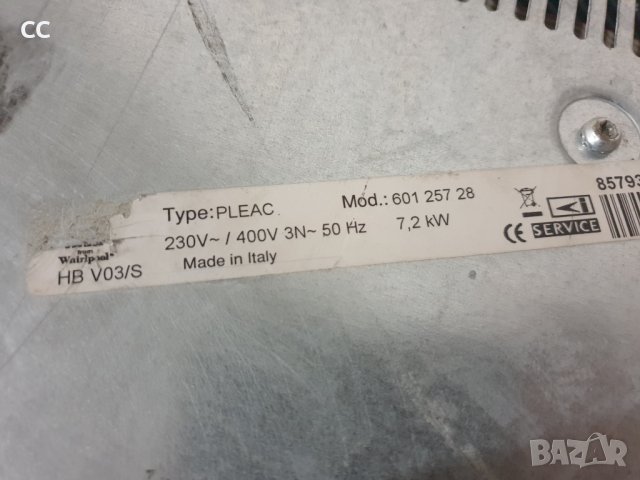 CC
Type:PLEAC
Mod.: 601 257 28
85793
230V~ / 400V 3N~ 50 Hz
7,2 kW
CE SERVICE
from
Whirlpool
HB V03/S
Made in Italy
BAZAR